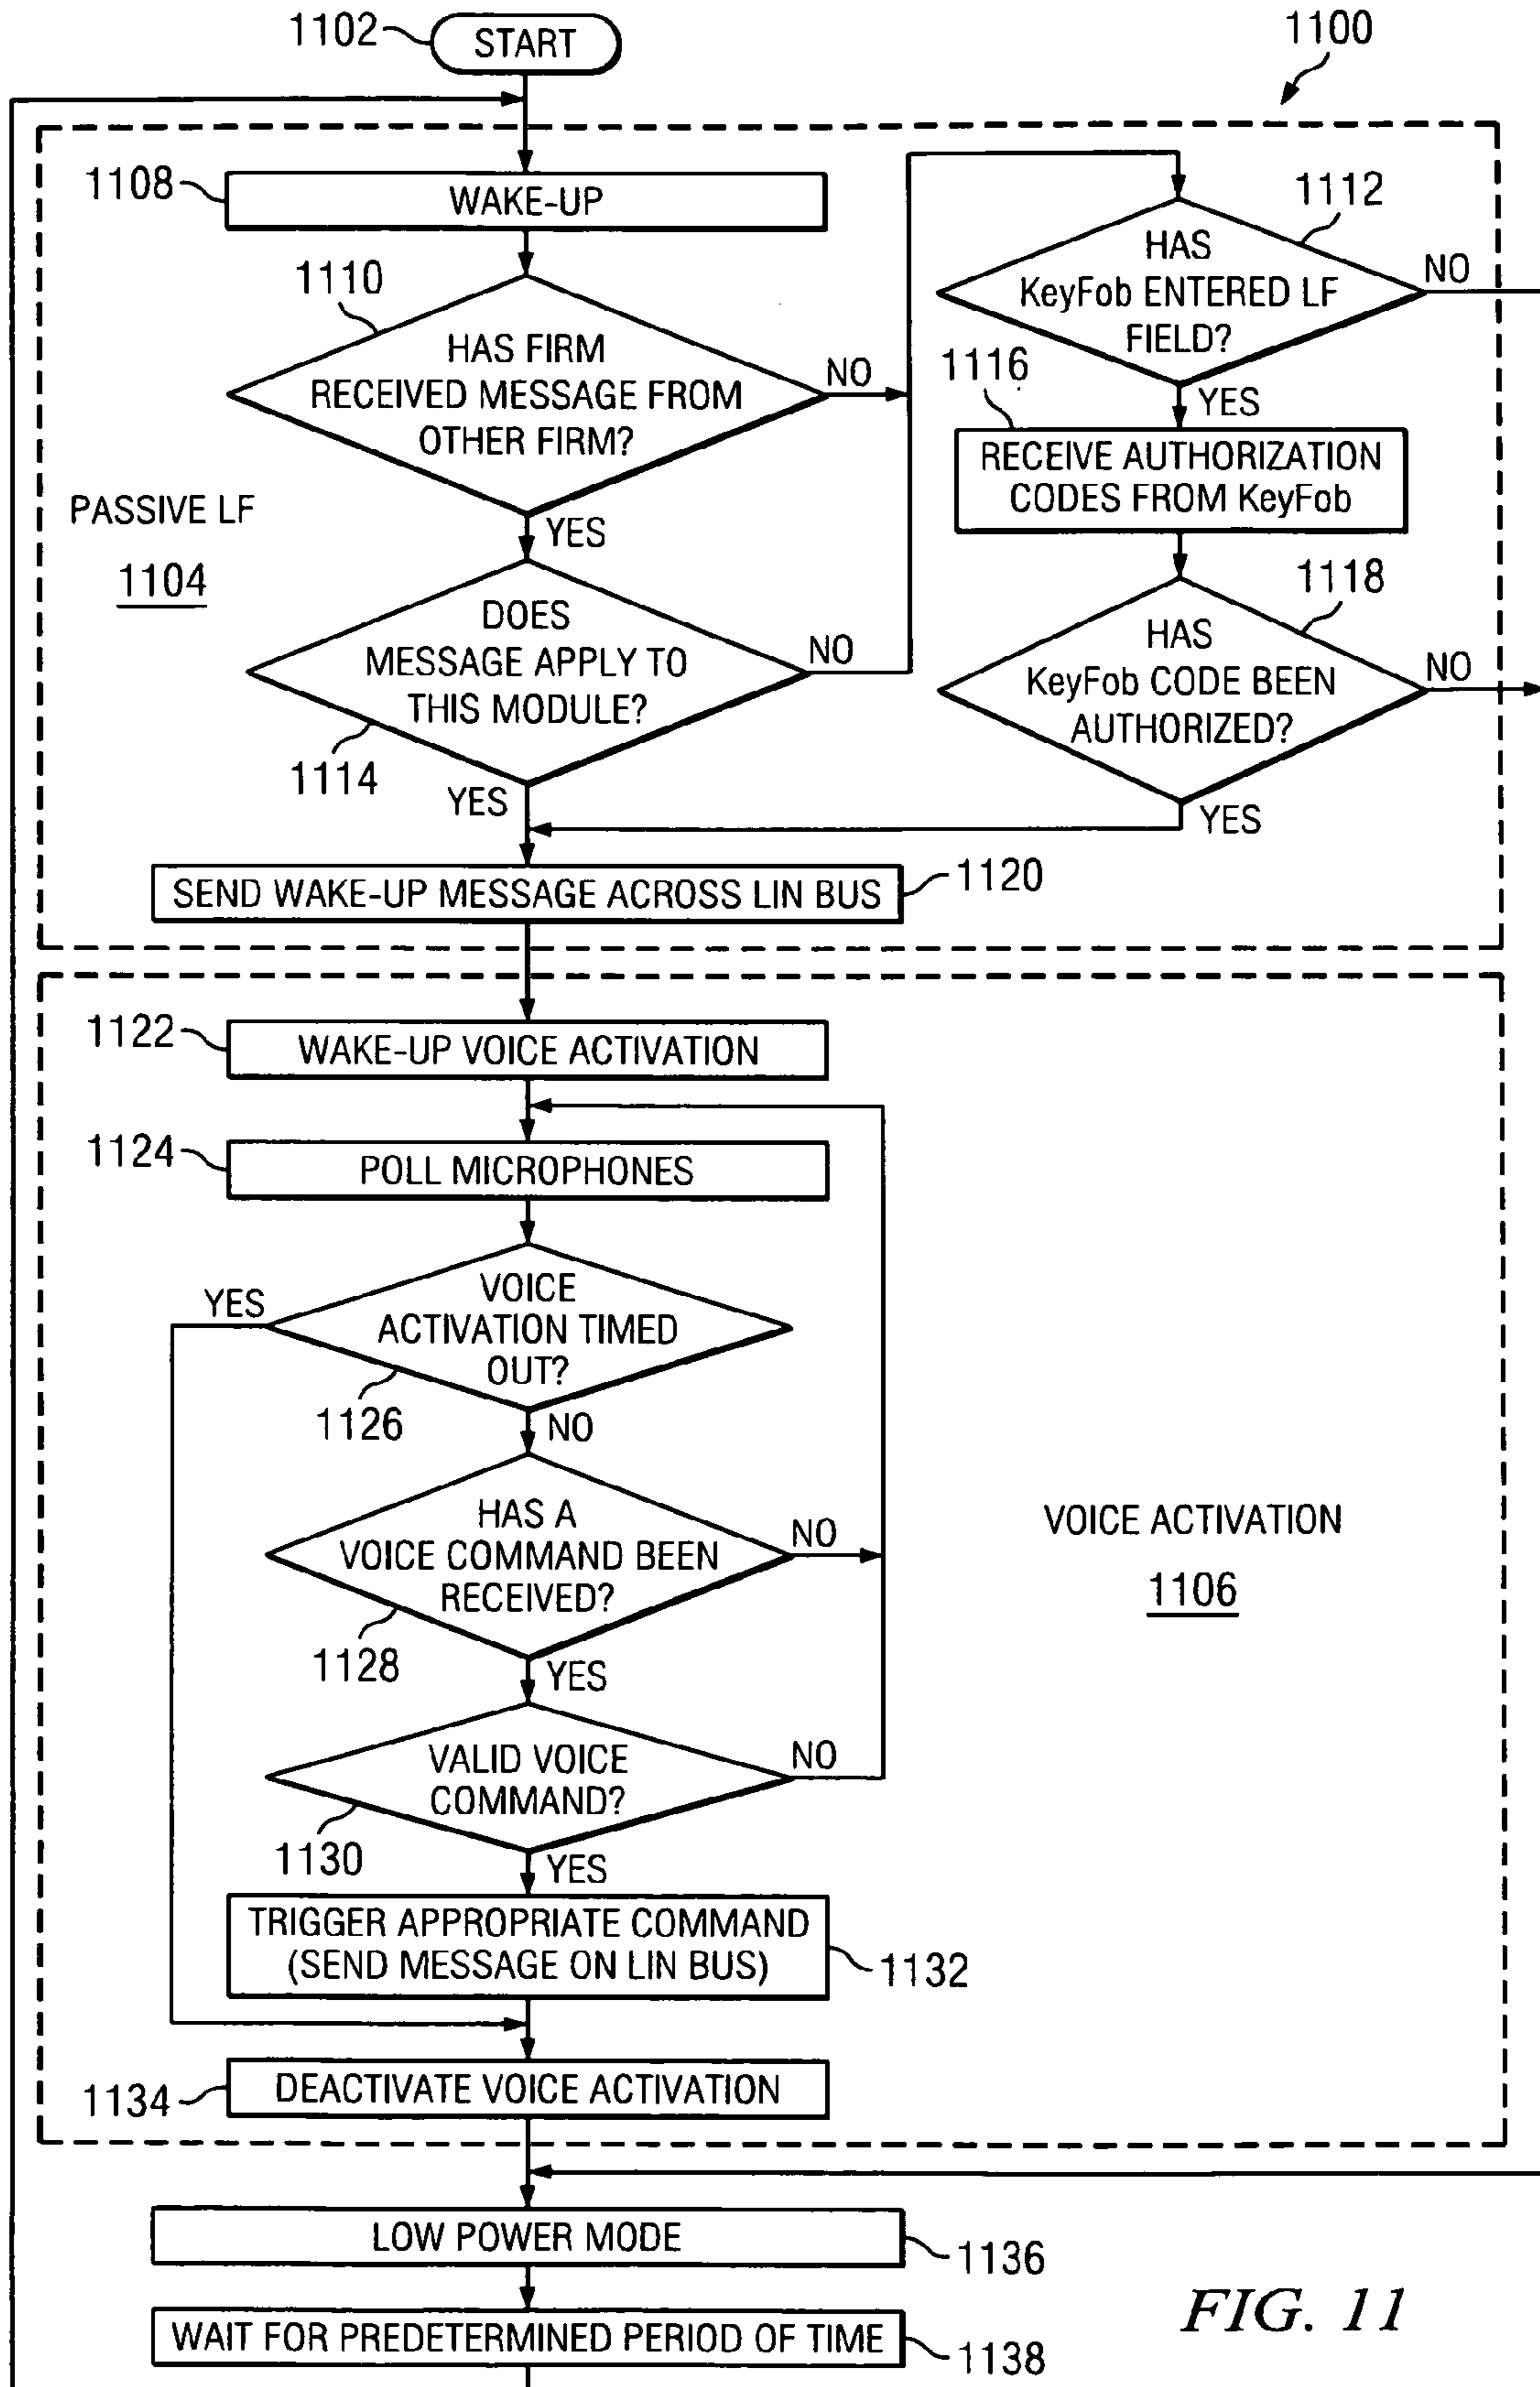 1102
START
1100
1108
WAKE-UP
1110
HAS FIRM
RECEIVED MESSAGE FROM
OTHER FIRM?
NO
YES
1112
HAS
KeyFob ENTERED LF
FIELD?
NO
YES
1116
RECEIVE AUTHORIZATION
CODES FROM KeyFob
PASSIVE LF
1104
DOES
MESSAGE APPLY TO
THIS MODULE?
NO
1114
YES
1118
HAS
KeyFob CODE BEEN
AUTHORIZED?
NO
YES
SEND WAKE-UP MESSAGE ACROSS LIN BUS
1120
1122
WAKE-UP VOICE ACTIVATION
1124
POLL MICROPHONES
YES
VOICE
ACTIVATION TIMED
OUT?
1126
NO
HAS A
VOICE COMMAND BEEN
RECEIVED?
NO
1128
YES
VOICE ACTIVATION
1106
VALID VOICE
COMMAND?
NO
1130
YES
TRIGGER APPROPRIATE COMMAND
(SEND MESSAGE ON LIN BUS)
1132
1134
DEACTIVATE VOICE ACTIVATION
LOW POWER MODE
1136
WAIT FOR PREDETERMINED PERIOD OF TIME
1138
FIG. 11